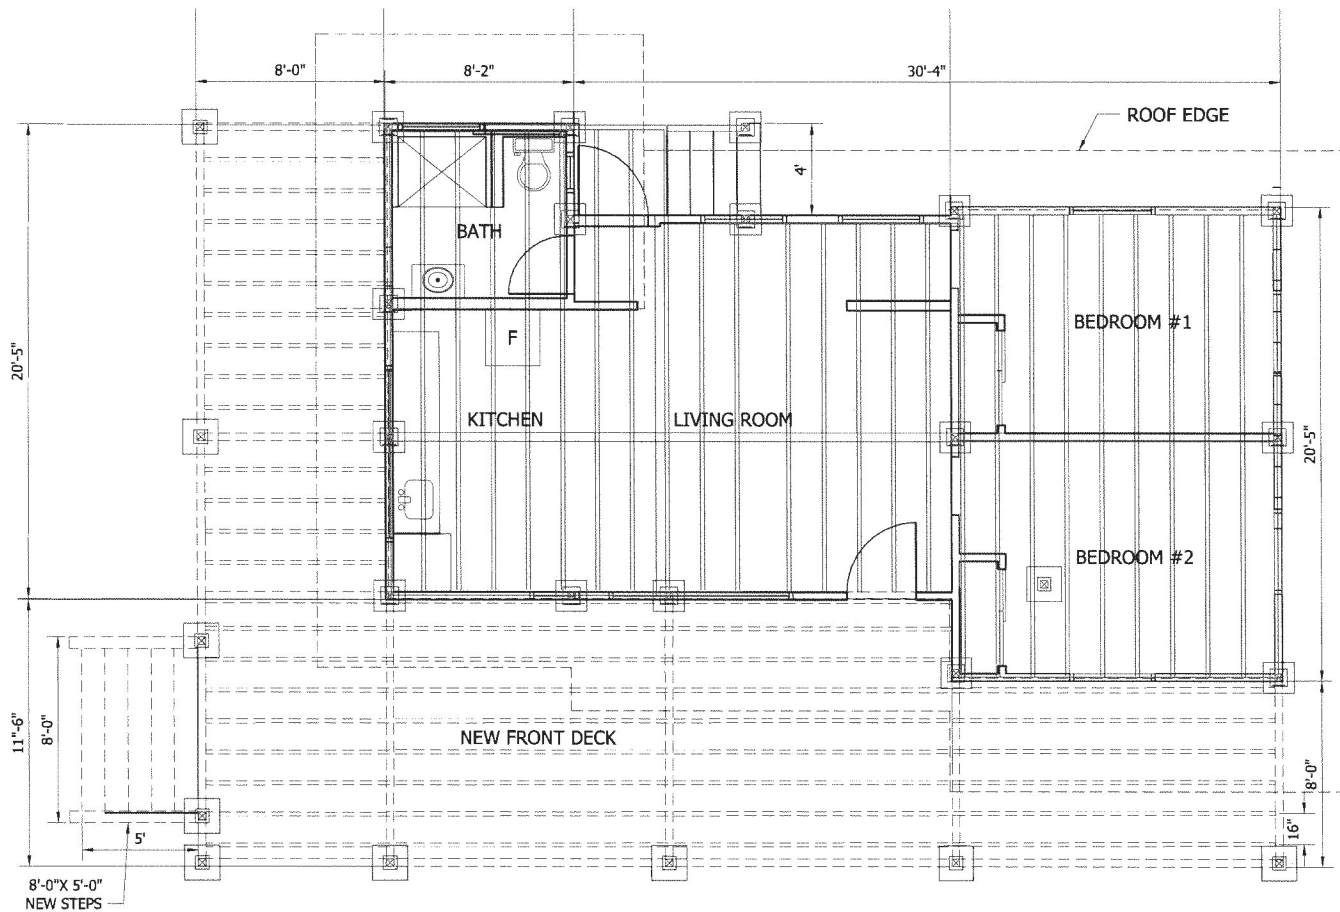 8'-0"
8'-2"
30'-4"
ROOF EDGE
4'
BATH
F
BEDROOM #1
20'-5"
KITCHEN
LIVING ROOM
20'-5"
BEDROOM #2
11"-6"
8'-0"
NEW FRONT DECK
8'-0"
16"
5'
8'-0"X 5'-0"
NEW STEPS